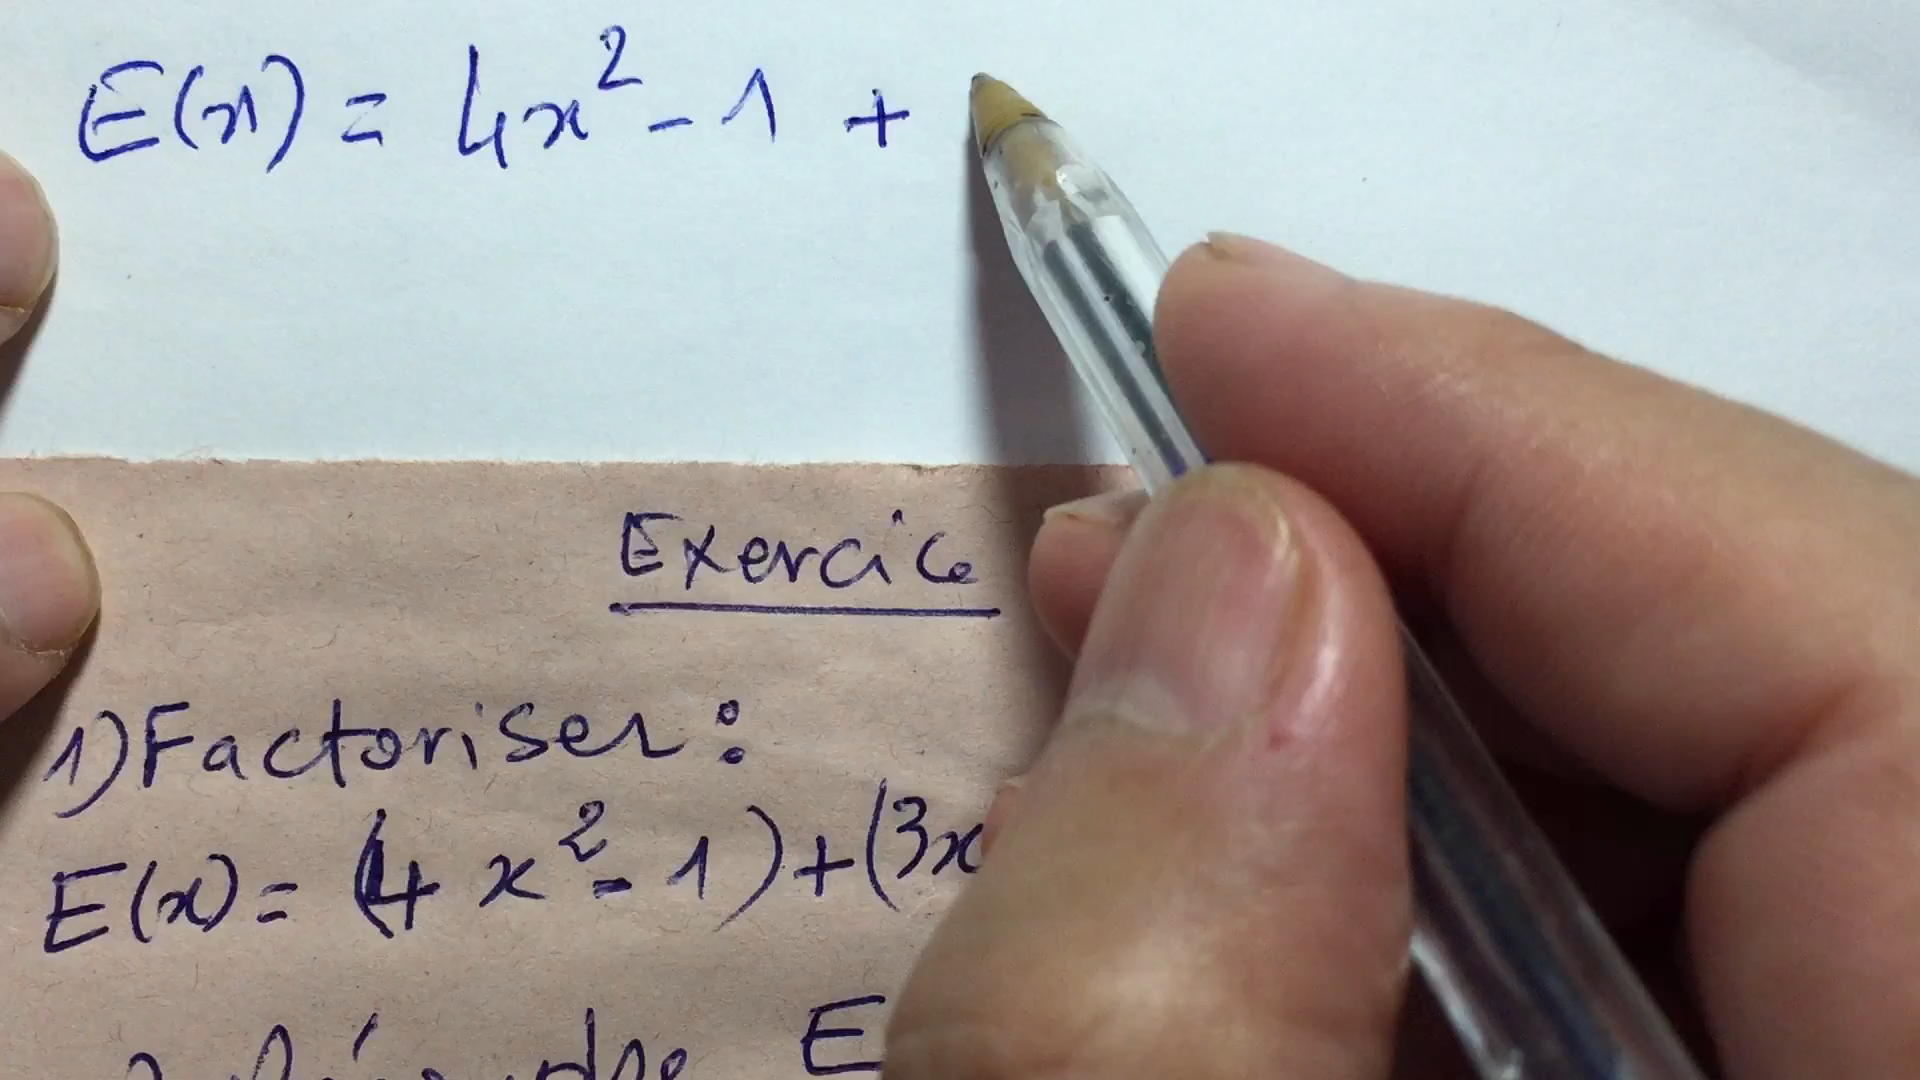 E(x) = 4x² - 1 +
Exercice
1) Factoriser :
E(x) = (4x² - 1) + (3x
E